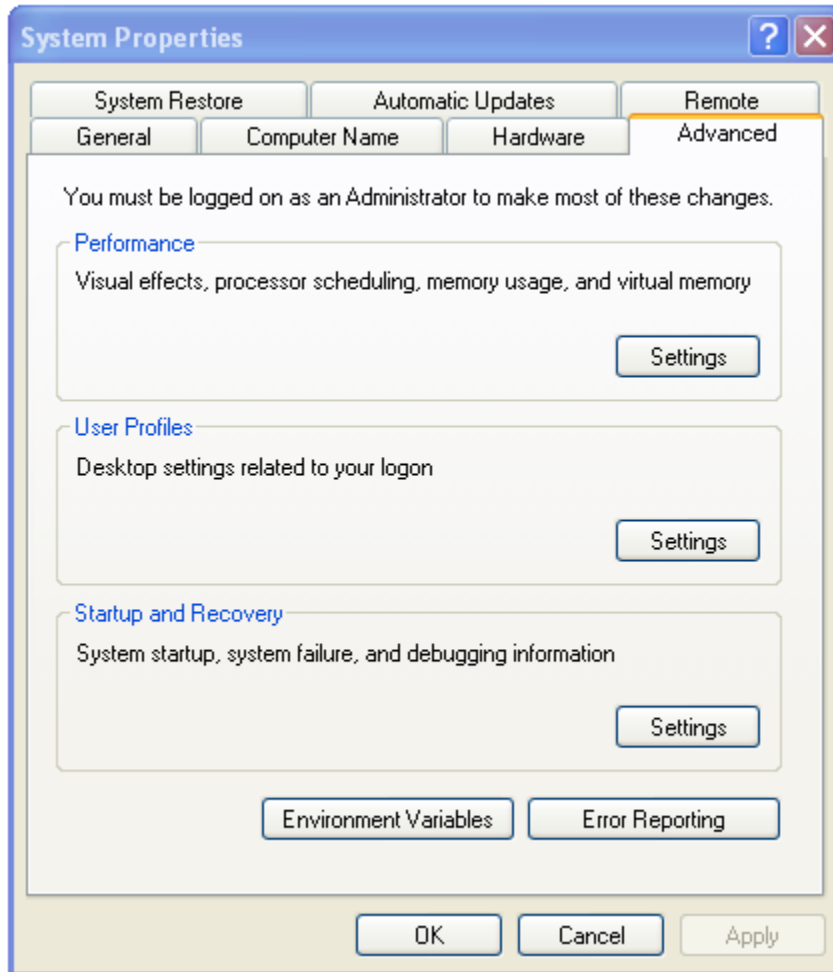 System Properties
System Restore
Automatic Updates
Remote
General
Computer Name
Hardware
Advanced
You must be logged on as an Administrator to make most of these changes.
Performance
Visual effects, processor scheduling, memory usage, and virtual memory
Settings
User Profiles
Desktop settings related to your logon
Settings
Startup and Recovery
System startup, system failure, and debugging information
Settings
Environment Variables
Error Reporting
OK
Cancel
Apply